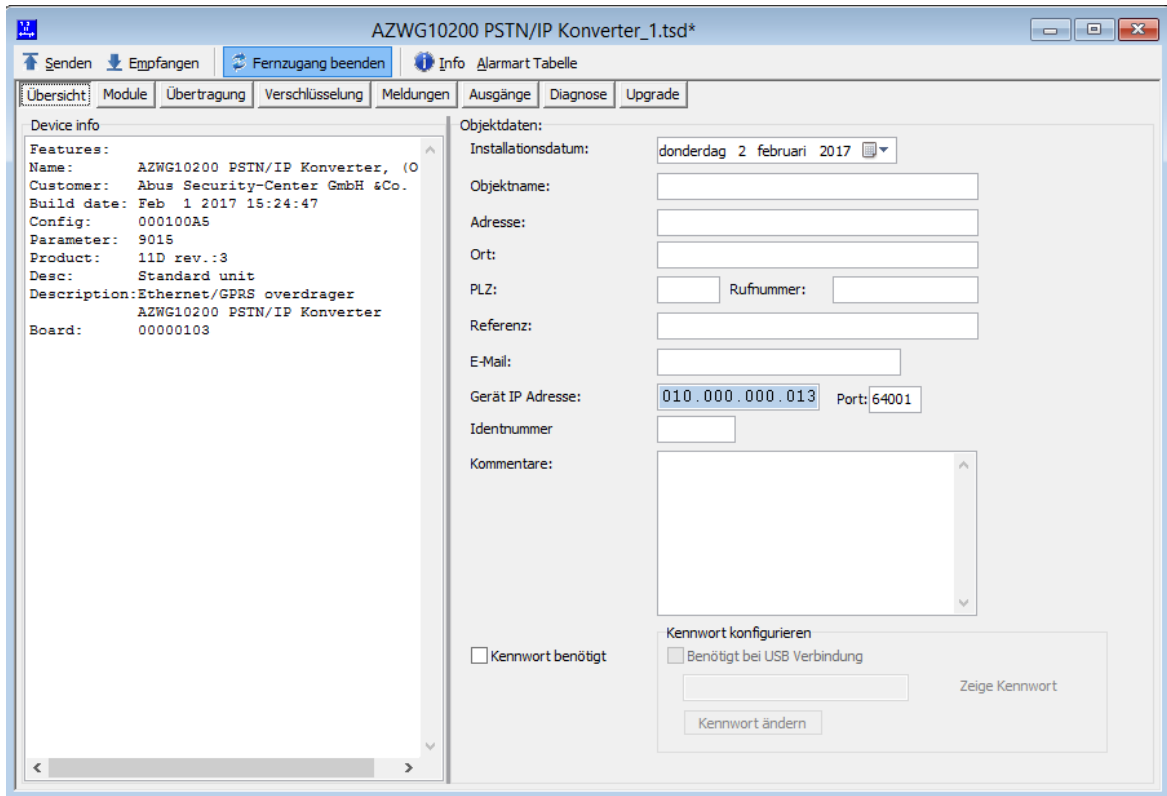 AZWG10200 PSTN/IP Konverter_1.tsd*
Senden Empfangen Fernzugang beenden Info Alarmart Tabelle
Übersicht Module Übertragung Verschlüsselung Meldungen Ausgänge Diagnose Upgrade
Device info
Features:
Name: AZWG10200 PSTN/IP Konverter, (O
Customer: Abus Security-Center GmbH &Co.
Build date: Feb 1 2017 15:24:47
Config: 000100A5
Parameter: 9015
Product: 11D rev.:3
Desc: Standard unit
Description:Ethernet/GPRS overdrager
AZWG10200 PSTN/IP Konverter
Board: 00000103
Objektdaten:
Installationsdatum: donderdag 2 februari 2017
Objektname:
Adresse:
Ort:
PLZ: Rufnummer:
Referenz:
E-Mail:
Gerät IP Adresse: 010.000.000.013 Port: 64001
Identnummer
Kommentare:
Kennwort konfigurieren
Kennwort benötigt Benötigt bei USB Verbindung
Zeige Kennwort
Kennwort ändern